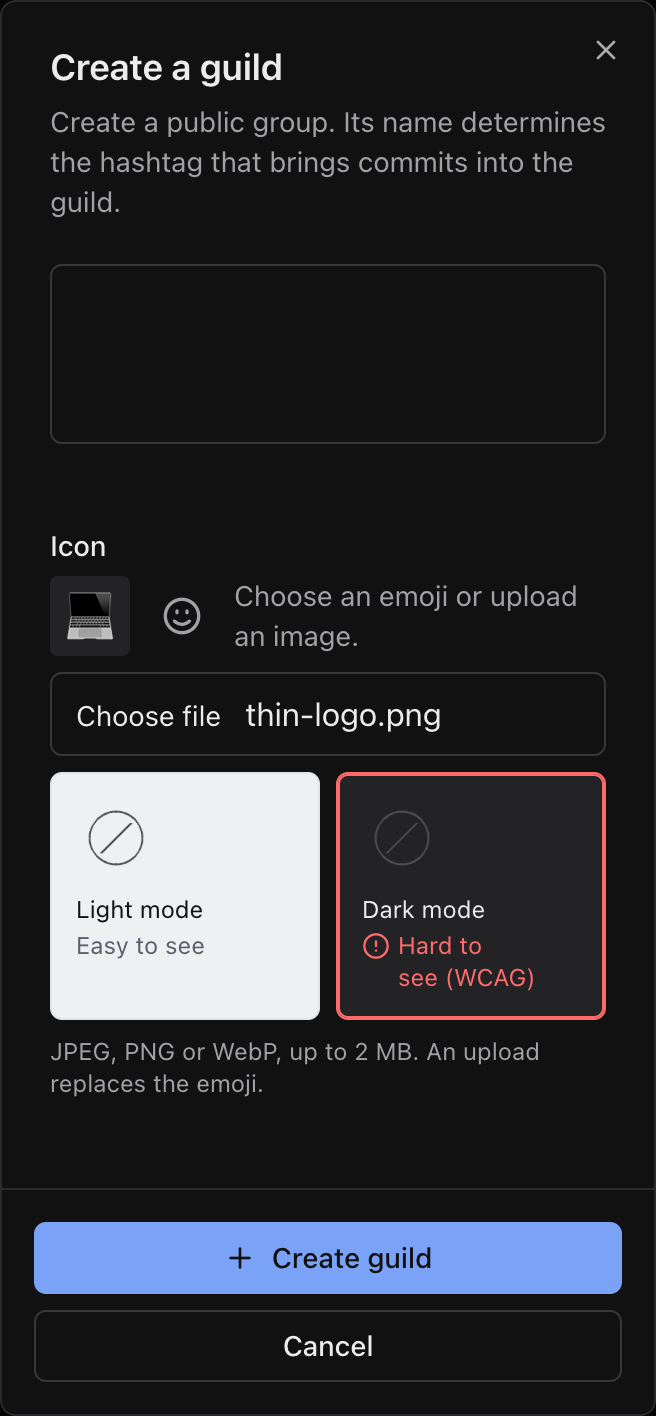 Create a guild
Create a public group. Its name determines
the hashtag that brings commits into the
guild.
Icon
Choose an emoji or upload
an image.
Choose file thin-logo.png
Light mode
Easy to see
Dark mode
Hard to
see (WCAG)
JPEG, PNG or WebP, up to 2 MB. An upload
replaces the emoji.
+ Create guild
Cancel